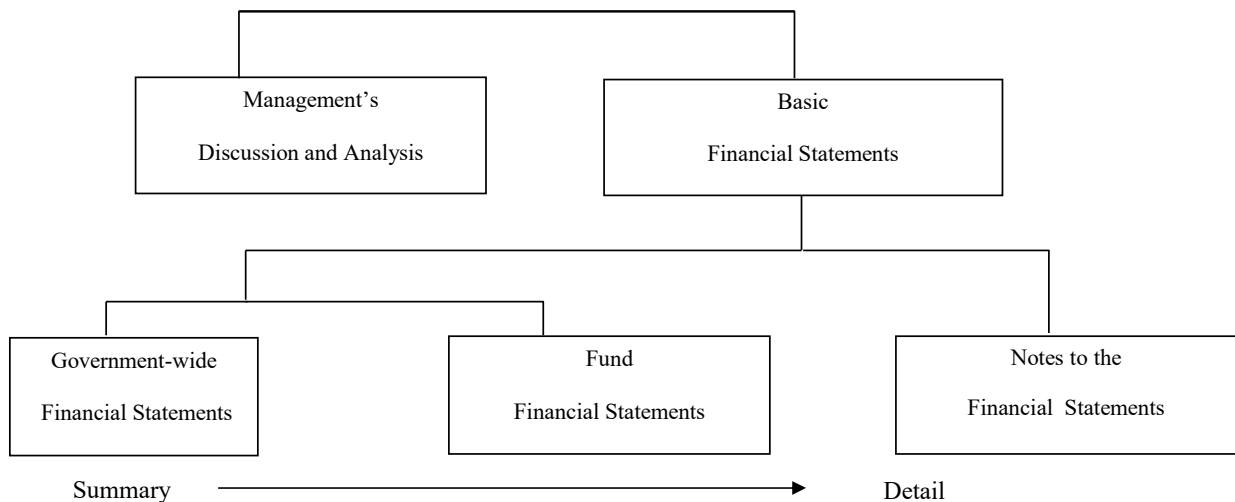 Management's
Discussion and Analysis
Basic
Financial Statements
Government-wide
Financial Statements
Fund
Financial Statements
Notes to the
Financial Statements
Summary
Detail